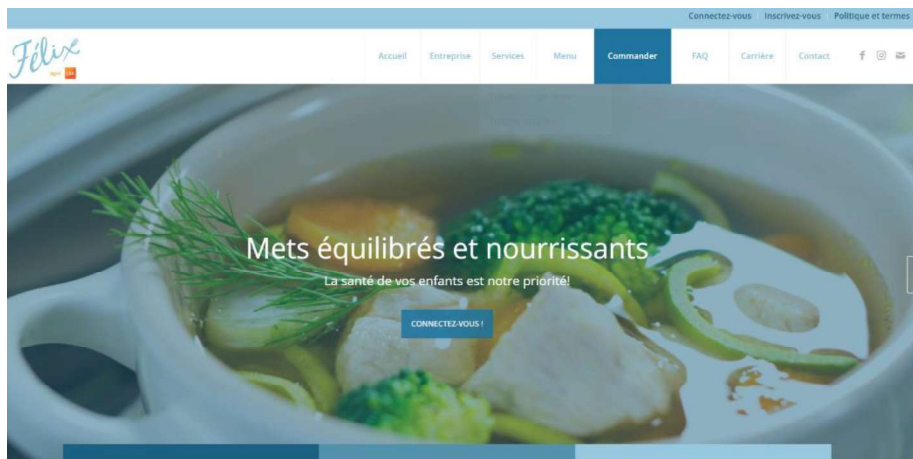 Connectez-vous Inscrivez-vous Politique et termes
Félix
Accueil Entreprise Services Menu Commander FAQ Carrière Contact
Mets équilibrés et nourrissants
La santé de vos enfants est notre priorité!
CONNECTEZ-VOUS !